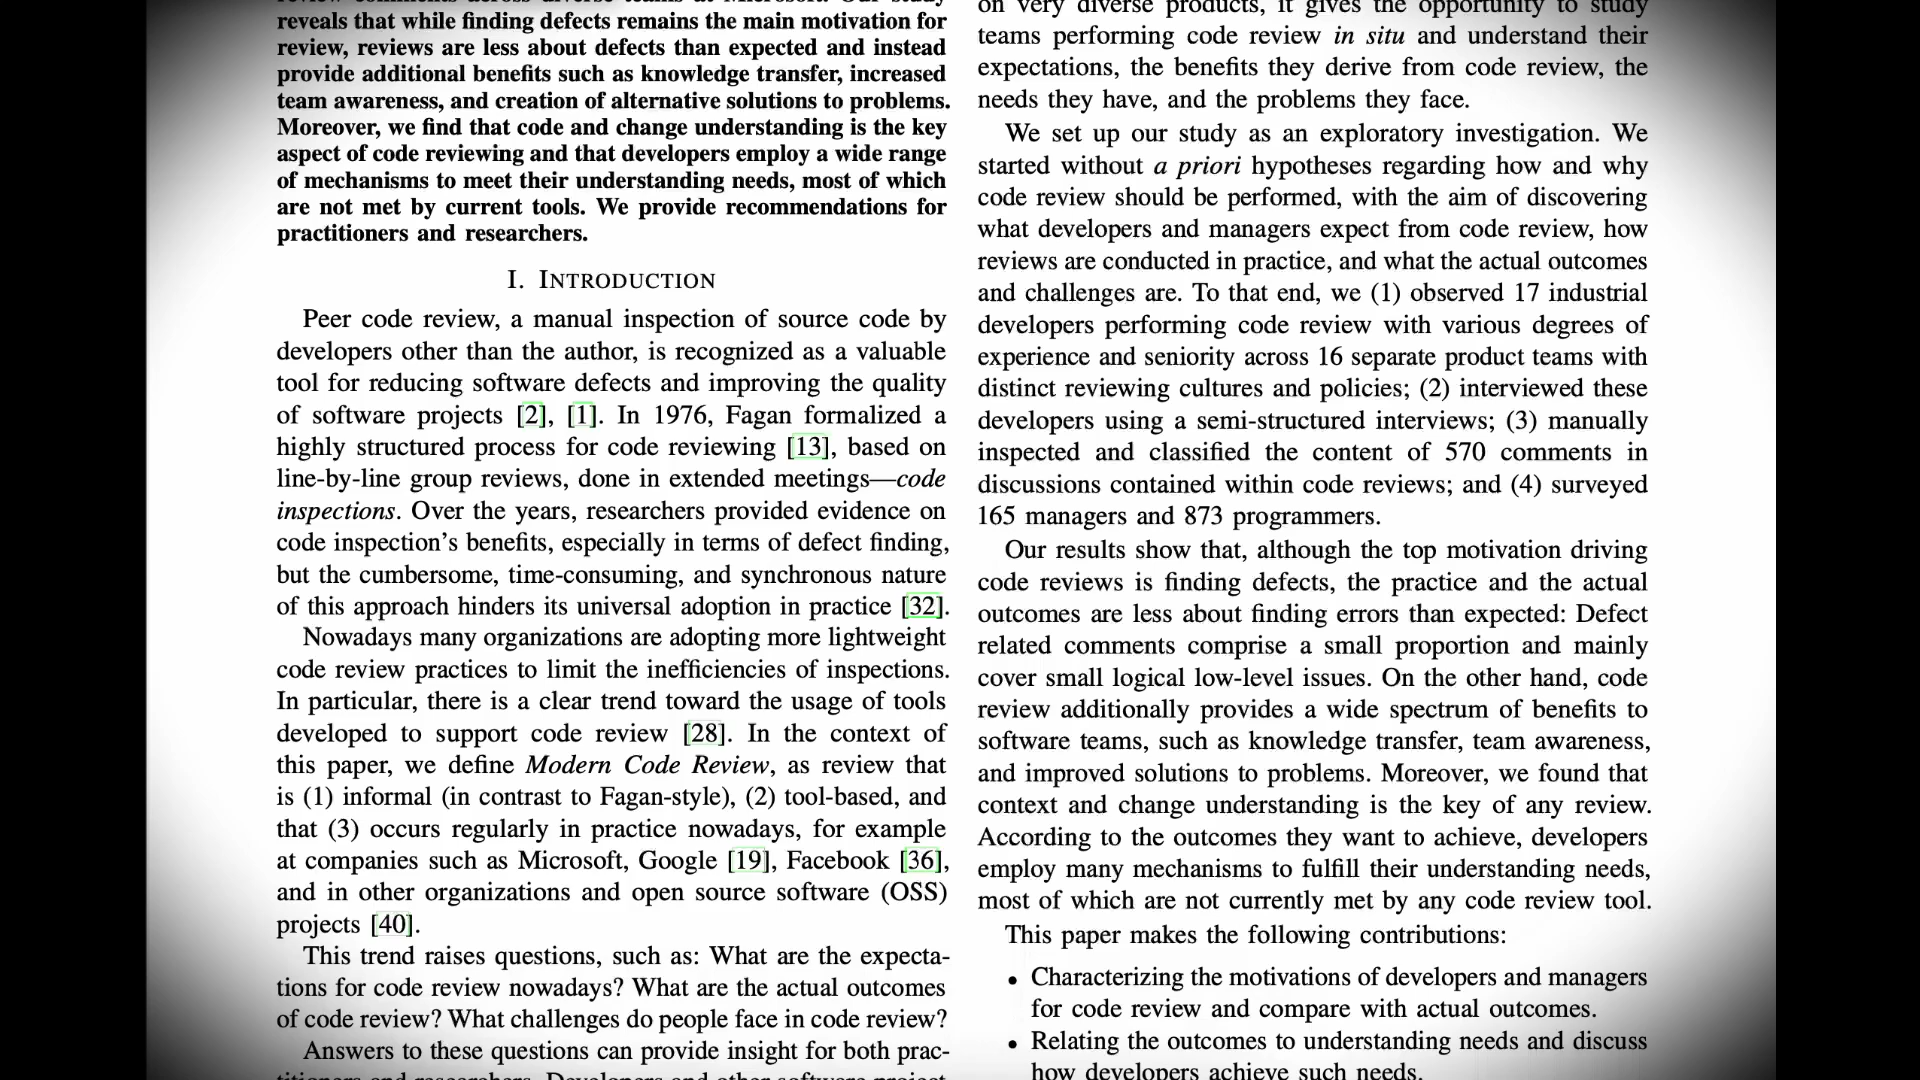 reveals that while finding defects remains the main motivation for
review, reviews are less about defects than expected and instead
provide additional benefits such as knowledge transfer, increased
team awareness, and creation of alternative solutions to problems.
Moreover, we find that code and change understanding is the key
aspect of code reviewing and that developers employ a wide range
of mechanisms to meet their understanding needs, most of which
are not met by current tools. We provide recommendations for
practitioners and researchers.
I. INTRODUCTION
Peer code review, a manual inspection of source code by
developers other than the author, is recognized as a valuable
tool for reducing software defects and improving the quality
of software projects [2], [1]. In 1976, Fagan formalized a
highly structured process for code reviewing [13], based on
line-by-line group reviews, done in extended meetings—code
inspections. Over the years, researchers provided evidence on
code inspection's benefits, especially in terms of defect finding,
but the cumbersome, time-consuming, and synchronous nature
of this approach hinders its universal adoption in practice [32].
Nowadays many organizations are adopting more lightweight
code review practices to limit the inefficiencies of inspections.
In particular, there is a clear trend toward the usage of tools
developed to support code review [28]. In the context of
this paper, we define Modern Code Review, as review that
is (1) informal (in contrast to Fagan-style), (2) tool-based, and
that (3) occurs regularly in practice nowadays, for example
at companies such as Microsoft, Google [19], Facebook [36],
and in other organizations and open source software (OSS)
projects [40].
This trend raises questions, such as: What are the expecta-
tions for code review nowadays? What are the actual outcomes
of code review? What challenges do people face in code review?
Answers to these questions can provide insight for both prac-
on very diverse products, it gives the opportunity to study
teams performing code review in situ and understand their
expectations, the benefits they derive from code review, the
needs they have, and the problems they face.
We set up our study as an exploratory investigation. We
started without a priori hypotheses regarding how and why
code review should be performed, with the aim of discovering
what developers and managers expect from code review, how
reviews are conducted in practice, and what the actual outcomes
and challenges are. To that end, we (1) observed 17 industrial
developers performing code review with various degrees of
experience and seniority across 16 separate product teams with
distinct reviewing cultures and policies; (2) interviewed these
developers using a semi-structured interviews; (3) manually
inspected and classified the content of 570 comments in
discussions contained within code reviews; and (4) surveyed
165 managers and 873 programmers.
Our results show that, although the top motivation driving
code reviews is finding defects, the practice and the actual
outcomes are less about finding errors than expected: Defect
related comments comprise a small proportion and mainly
cover small logical low-level issues. On the other hand, code
review additionally provides a wide spectrum of benefits to
software teams, such as knowledge transfer, team awareness,
and improved solutions to problems. Moreover, we found that
context and change understanding is the key of any review.
According to the outcomes they want to achieve, developers
employ many mechanisms to fulfill their understanding needs,
most of which are not currently met by any code review tool.
This paper makes the following contributions:
• Characterizing the motivations of developers and managers
for code review and compare with actual outcomes.
• Relating the outcomes to understanding needs and discuss
how developers achieve such needs.